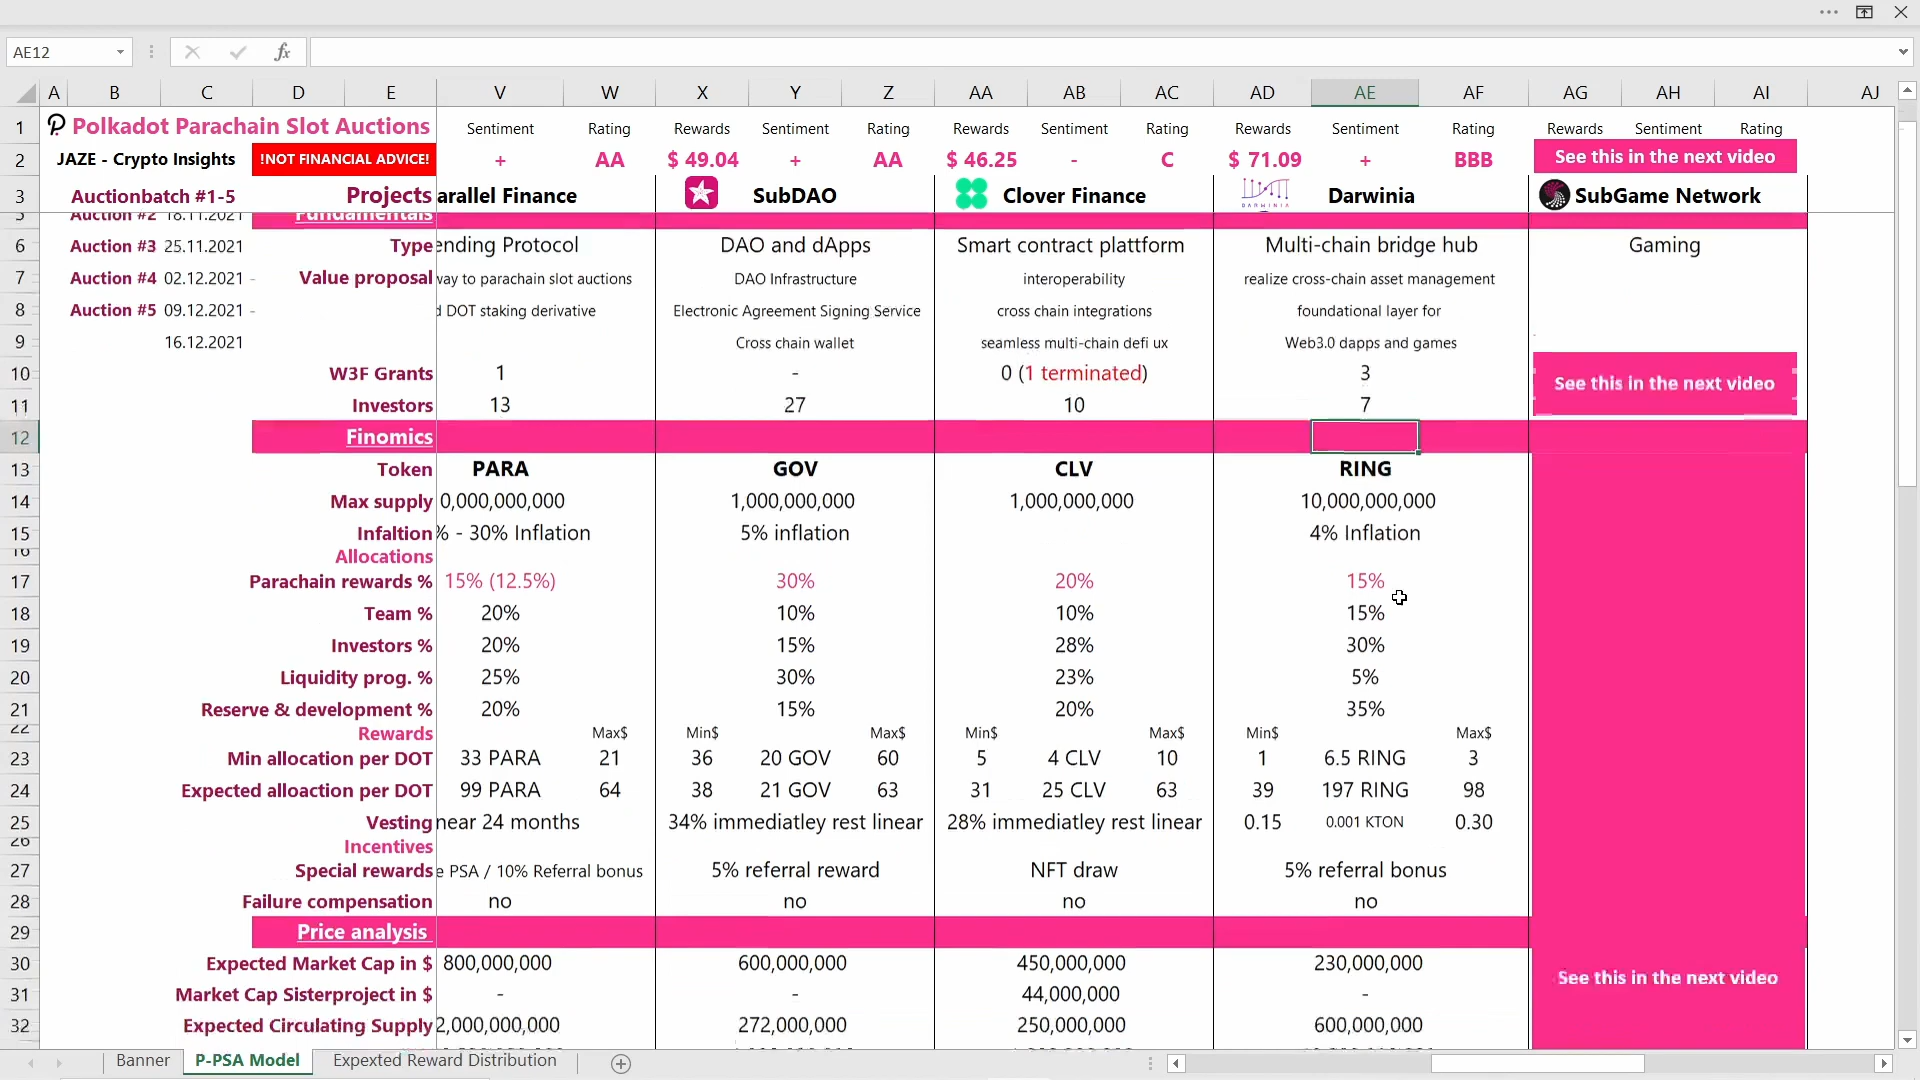 AE12
fx
A B C D E V W X Y Z AA AB AC AD AE AF AG AH AI AJ
1 Polkadot Parachain Slot Auctions Sentiment Rating Rewards Sentiment Rating Rewards Sentiment Rating Rewards Sentiment Rating Rewards Sentiment Rating
2 JAZE - Crypto Insights !NOT FINANCIAL ADVICE! + AA $ 49.04 + AA $ 46.25 - C $ 71.09 + BBB See this in the next video
3 Auctionbatch #1-5 Projects arallel Finance SubDAO Clover Finance DARWINIA Darwinia SubGame Network
5 Auction #2 18.11.2021 Fundamentals
6 Auction #3 25.11.2021 Type ending Protocol DAO and dApps Smart contract plattform Multi-chain bridge hub Gaming
7 Auction #4 02.12.2021 - Value proposal way to parachain slot auctions DAO Infrastructure interoperability realize cross-chain asset management
8 Auction #5 09.12.2021 - d DOT staking derivative Electronic Agreement Signing Service cross chain integrations foundational layer for
9 16.12.2021 Cross chain wallet seamless multi-chain defi ux Web3.0 dapps and games
10 W3F Grants 1 - 0 (1 terminated) 3 See this in the next video
11 Investors 13 27 10 7
12 Finomics
13 Token PARA GOV CLV RING
14 Max supply 0,000,000,000 1,000,000,000 1,000,000,000 10,000,000,000
15 Infaltion % - 30% Inflation 5% inflation 4% Inflation
16 Allocations
17 Parachain rewards % 15% (12.5%) 30% 20% 15%
18 Team % 20% 10% 10% 15%
19 Investors % 20% 15% 28% 30%
20 Liquidity prog. % 25% 30% 23% 5%
21 Reserve & development % 20% 15% 20% 35%
22 Rewards Max$ Min$ Max$ Min$ Max$ Min$ Max$
23 Min allocation per DOT 33 PARA 21 36 20 GOV 60 5 4 CLV 10 1 6.5 RING 3
24 Expected alloaction per DOT 99 PARA 64 38 21 GOV 63 31 25 CLV 63 39 197 RING 98
25 Vesting near 24 months 34% immediatley rest linear 28% immediatley rest linear 0.15 0.001 KTON 0.30
26 Incentives
27 Special rewards e PSA / 10% Referral bonus 5% referral reward NFT draw 5% referral bonus
28 Failure compensation no no no no
29 Price analysis
30 Expected Market Cap in $ 800,000,000 600,000,000 450,000,000 230,000,000 See this in the next video
31 Market Cap Sisterproject in $ - - 44,000,000 -
32 Expected Circulating Supply 2,000,000,000 272,000,000 250,000,000 600,000,000
Banner P-PSA Model Expexted Reward Distribution